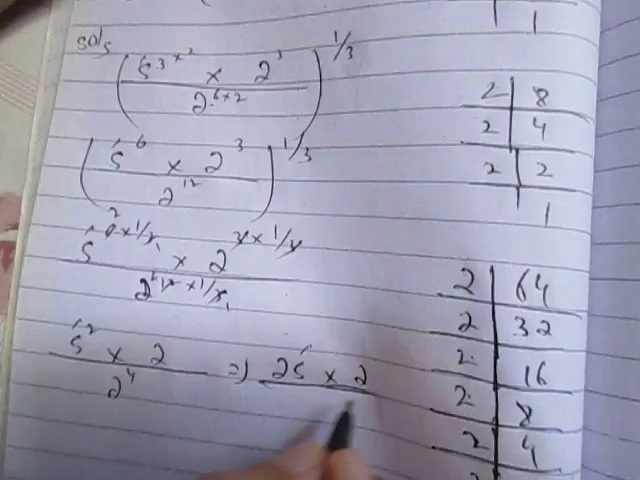 sols
(5^3×2 × 2^3 / 2^6×2)^1/3
(5^6 × 2^3 / 2^12)^1/3
5^6×1/3 × 2^3×1/3 / 2^12×1/3
5^2 × 2 / 2^4 => 25 × 2
1
2 | 8
2 | 4
2 | 2
1
2 | 64
2 | 32
2 | 16
2 | 8
2 | 4